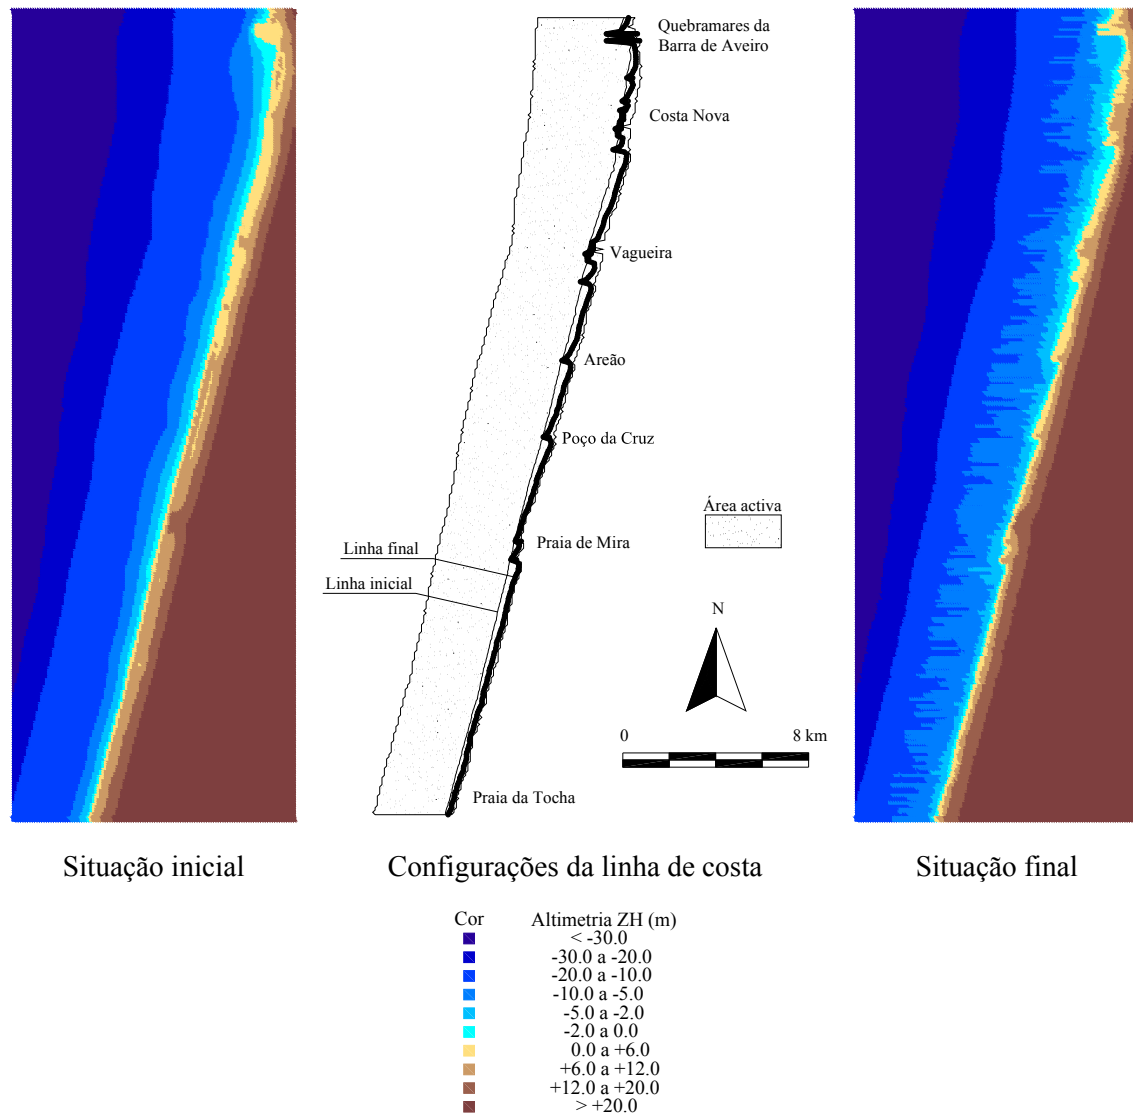 Quebramares da
Barra de Aveiro
Costa Nova
Vagueira
Areão
Poço da Cruz
Área activa
Praia de Mira
Linha final
Linha inicial
N
0 8 km
Praia da Tocha
Situação inicial
Configurações da linha de costa
Situação final
Cor Altimetria ZH (m)
< -30.0
-30.0 a -20.0
-20.0 a -10.0
-10.0 a -5.0
-5.0 a -2.0
-2.0 a 0.0
0.0 a +6.0
+6.0 a +12.0
+12.0 a +20.0
> +20.0